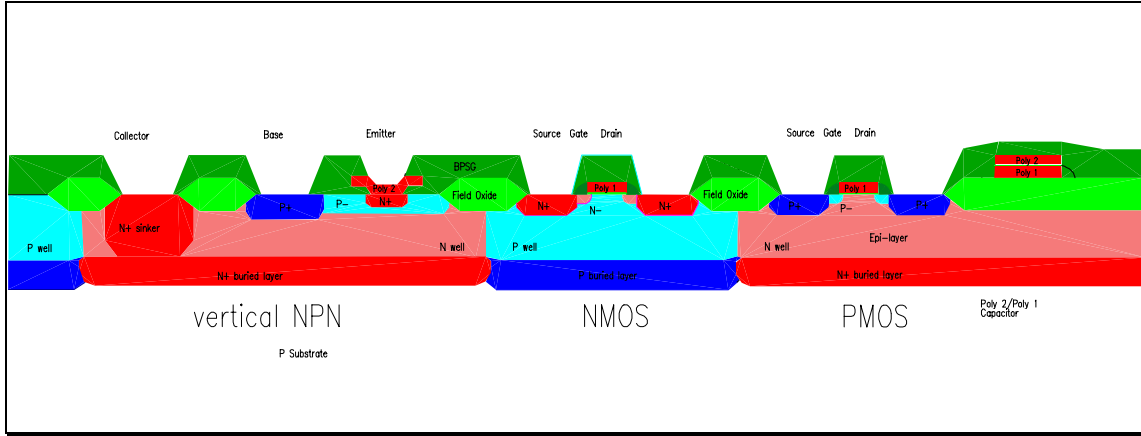 Collector
Base
Emitter
Source Gate Drain
Source Gate Drain
BPSG
Poly 2
Poly 2
Poly 1
Poly 1
Poly 1
Field Oxide
Field Oxide
P+
P-
N+
N+
N-
N+
P+
P-
P+
N+ sinker
Epi-layer
P well
N well
P well
N well
N+ buried layer
P buried layer
N+ buried layer
vertical NPN
NMOS
PMOS
Poly 2/Poly 1
Capacitor
P Substrate